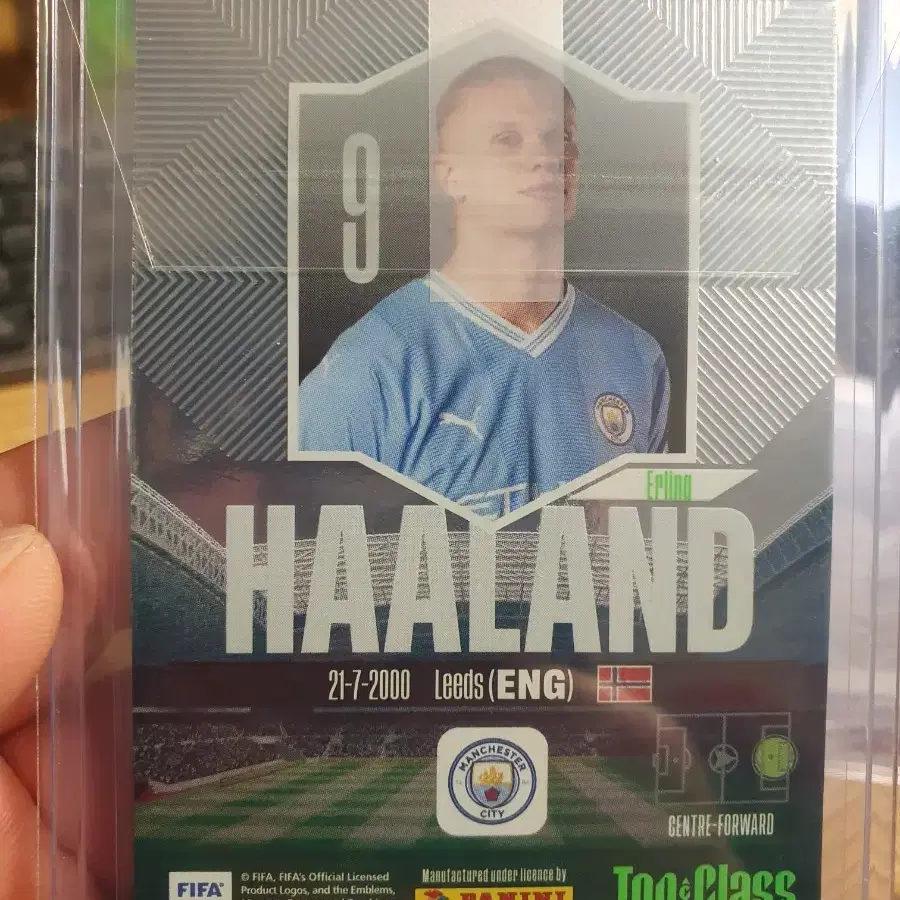 9
Erling
HAALAND
21-7-2000 Leeds (ENG)
MANCHESTER
CITY
CENTRE-FORWARD
FIFA
© FIFA, FIFA's Official Licensed
Product Logos, and the Emblems,
Manufactured under licence by
PANINI
Top Class